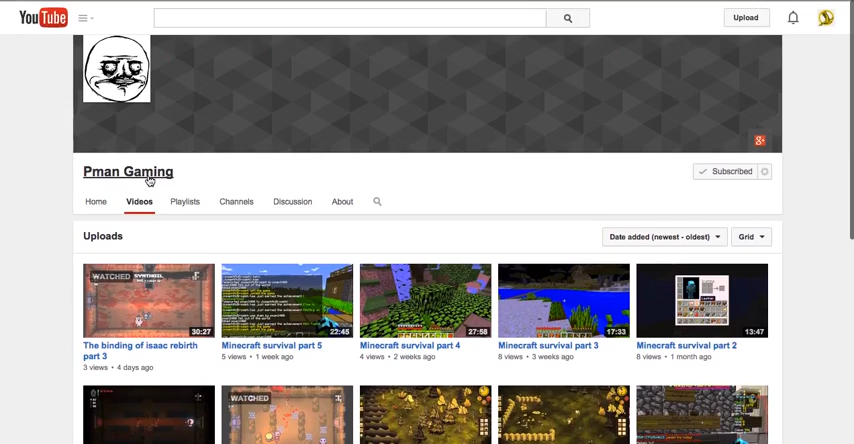 YouTube
Upload
Pman Gaming
Subscribed
Home Videos Playlists Channels Discussion About
Uploads
Date added (newest - oldest)
Grid
WATCHED
30:27
22:45
27:58
17:33
13:47
The binding of isaac rebirth
part 3
3 views • 4 days ago
Minecraft survival part 5
5 views • 1 week ago
Minecraft survival part 4
4 views • 2 weeks ago
Minecraft survival part 3
8 views • 3 weeks ago
Minecraft survival part 2
8 views • 1 month ago
WATCHED